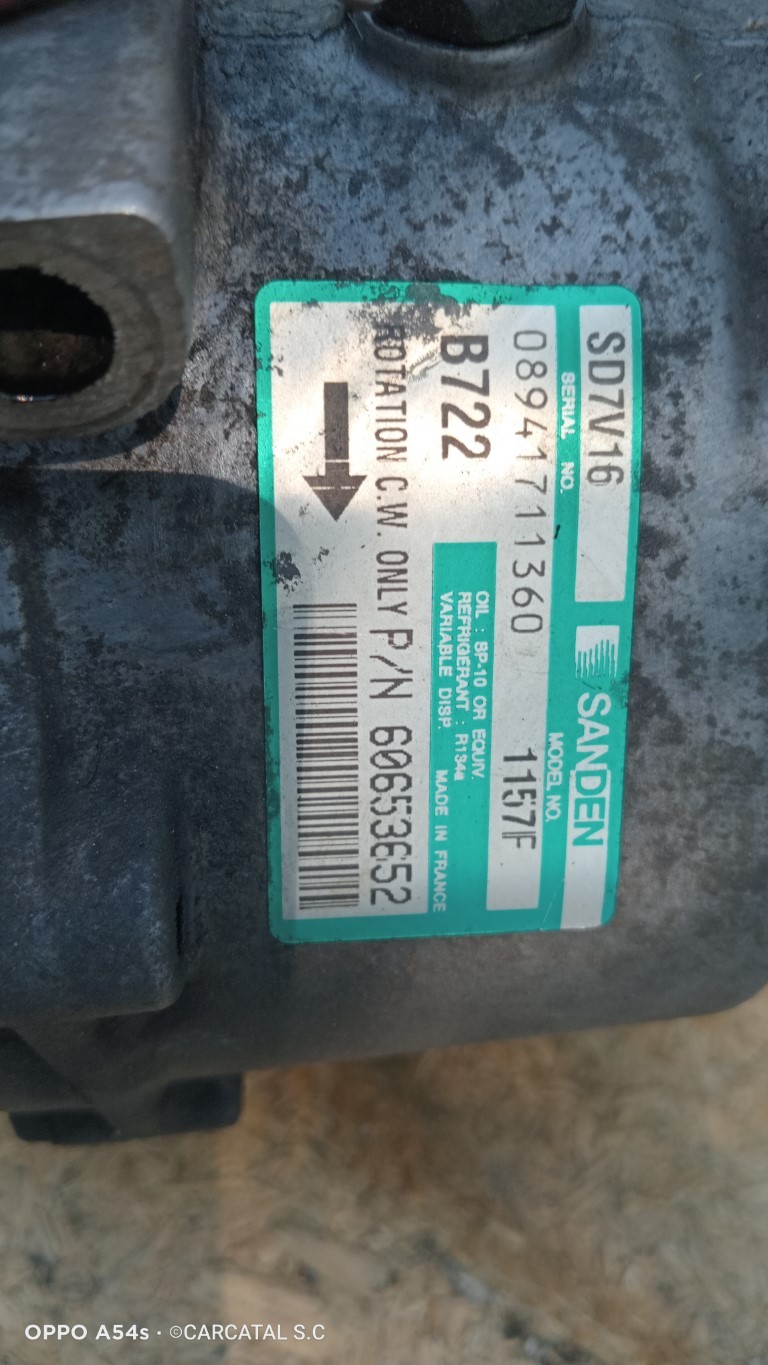 SD7V16
SANDEN
SERIAL NO.
MODEL NO.
08941711360
1157F
B722
OIL : SP-10 OR EQUIV.
REFRIGERANT : R134a
VARIABLE DISP.
MADE IN FRANCE
ROTATION C.W. ONLY
P/N 60653652
OPPO A54s · ©CARCATAL S.C